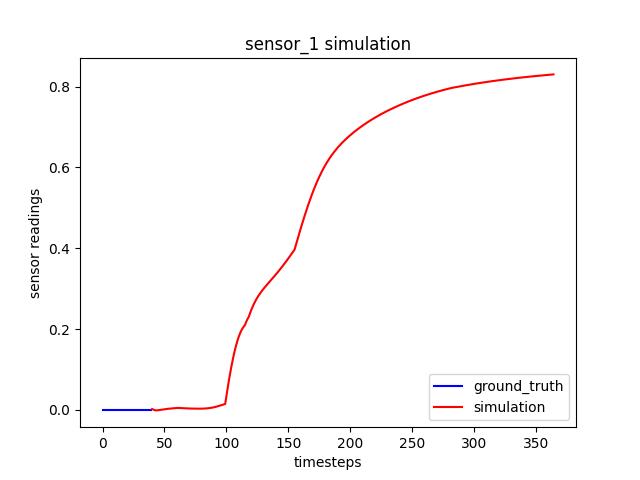 sensor_1 simulation
sensor readings
0.8
0.6
0.4
0.2
0.0
0 50 100 150 200 250 300 350
timesteps
ground_truth
simulation